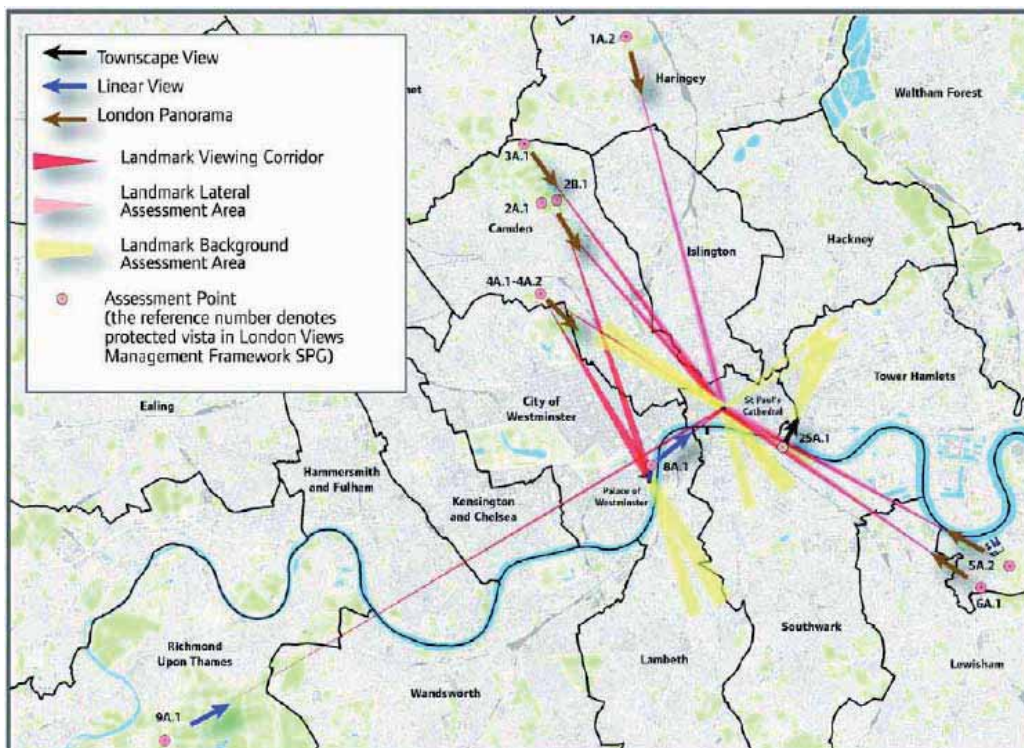 Townscape View
Linear View
London Panorama
Landmark Viewing Corridor
Landmark Lateral
Assessment Area
Landmark Background
Assessment Area
Assessment Point
(the reference number denotes
protected vista in London Views
Management Framework SPG)
net
1A.2
Haringey
Waltham Forest
3A.1
2B.1
2A.1
Camden
Islington
Hackney
4A.1-4A.2
Tower Hamlets
City of
Westminster
St Paul's
Cathedral
Ealing
25A.1
8A.1
Hammersmith
and Fulham
Kensington
and Chelsea
Palace of
Westminster
5A.2
6A.1
Southwark
Richmond
Upon Thames
Lambeth
Lewisham
Wandsworth
9A.1